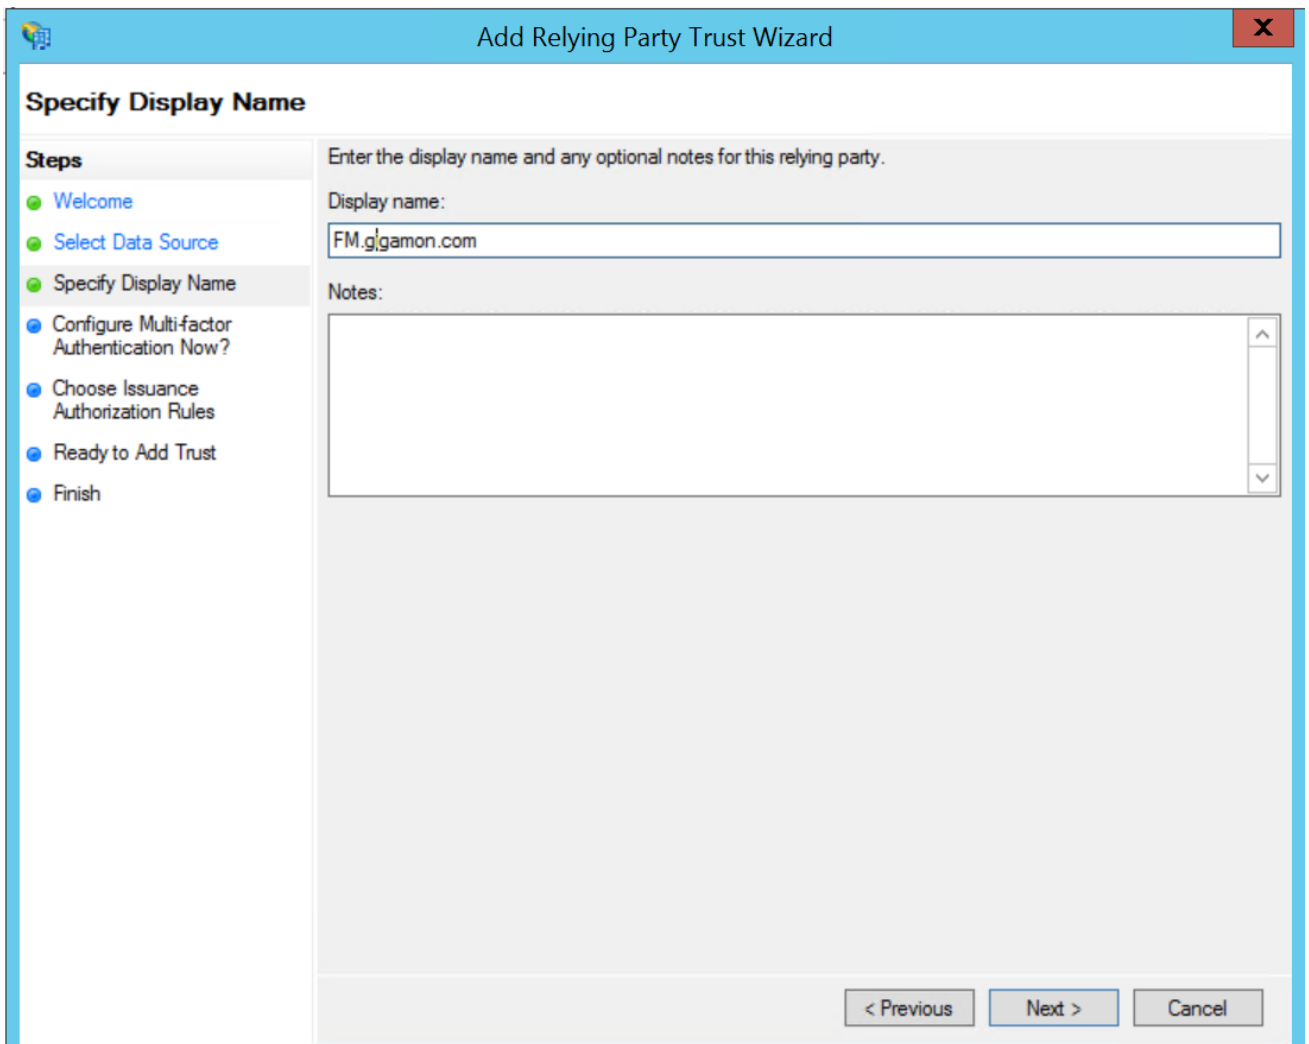 Add Relying Party Trust Wizard
X
Specify Display Name
Steps
Welcome
Select Data Source
Specify Display Name
Configure Multi-factor
Authentication Now?
Choose Issuance
Authorization Rules
Ready to Add Trust
Finish
Enter the display name and any optional notes for this relying party.
Display name:
FM.gigamon.com
Notes:
< Previous
Next >
Cancel